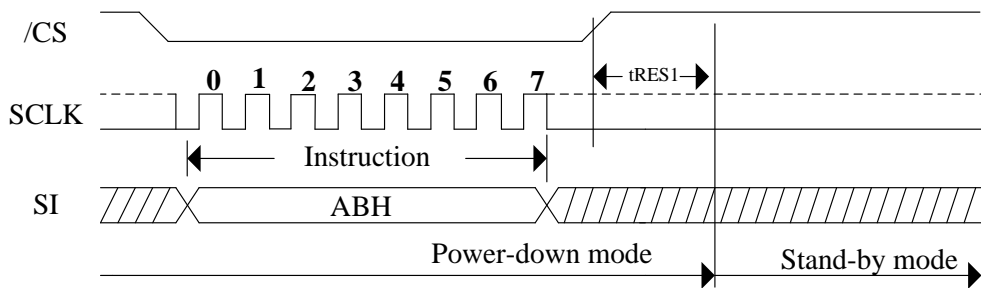 /CS
tRES1
0 1 2 3 4 5 6 7
SCLK
Instruction
SI
ABH
Power-down mode
Stand-by mode